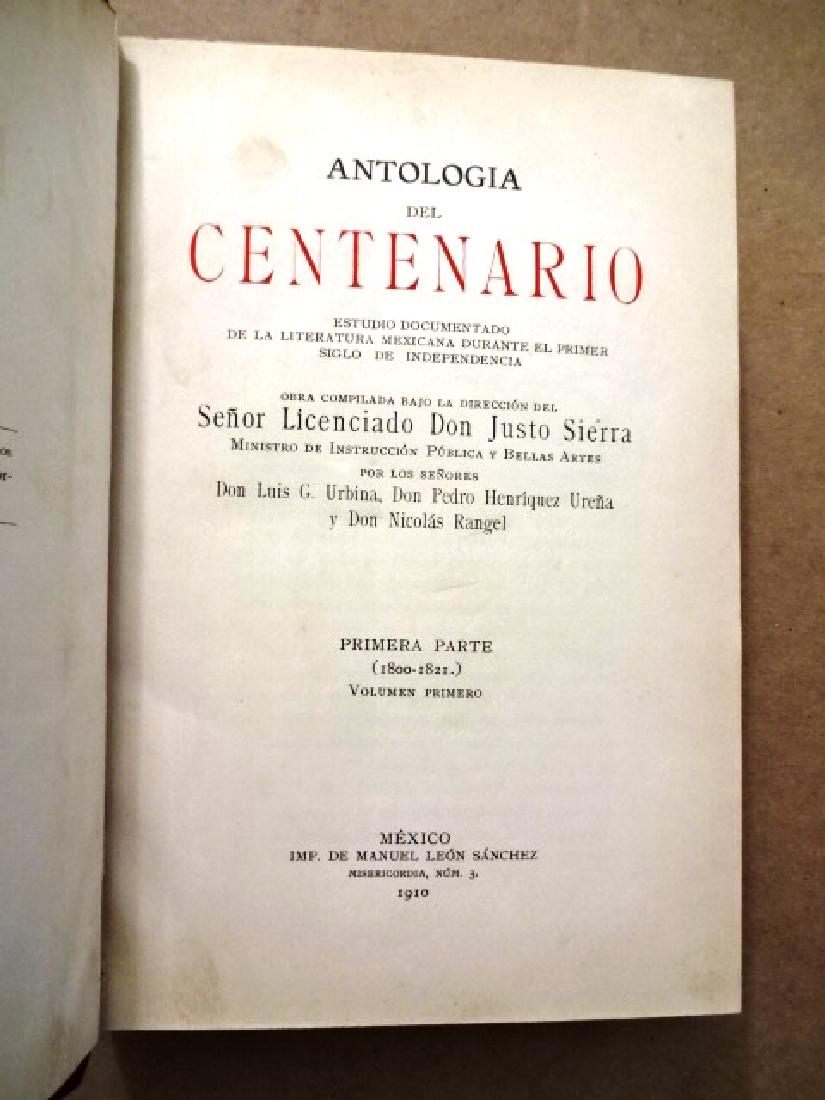 os
ar-
ANTOLOGIA
DEL
CENTENARIO
ESTUDIO DOCUMENTADO
DE LA LITERATURA MEXICANA DURANTE EL PRIMER
SIGLO DE INDEPENDENCIA
OBRA COMPILADA BAJO LA DIRECCIÓN DEL
Señor Licenciado Don Justo Sierra
MINISTRO DE INSTRUCCIÓN PÚBLICA Y BELLAS ARTES
POR LOS SEÑORES
Don Luis G. Urbina, Don Pedro Henríquez Ureña
y Don Nicolás Rangel
PRIMERA PARTE
(1800-1821.)
VOLUMEN PRIMERO
MÉXICO
IMP. DE MANUEL LEÓN SÁNCHEZ
MISERICORDIA, NÚM. 3.
1910